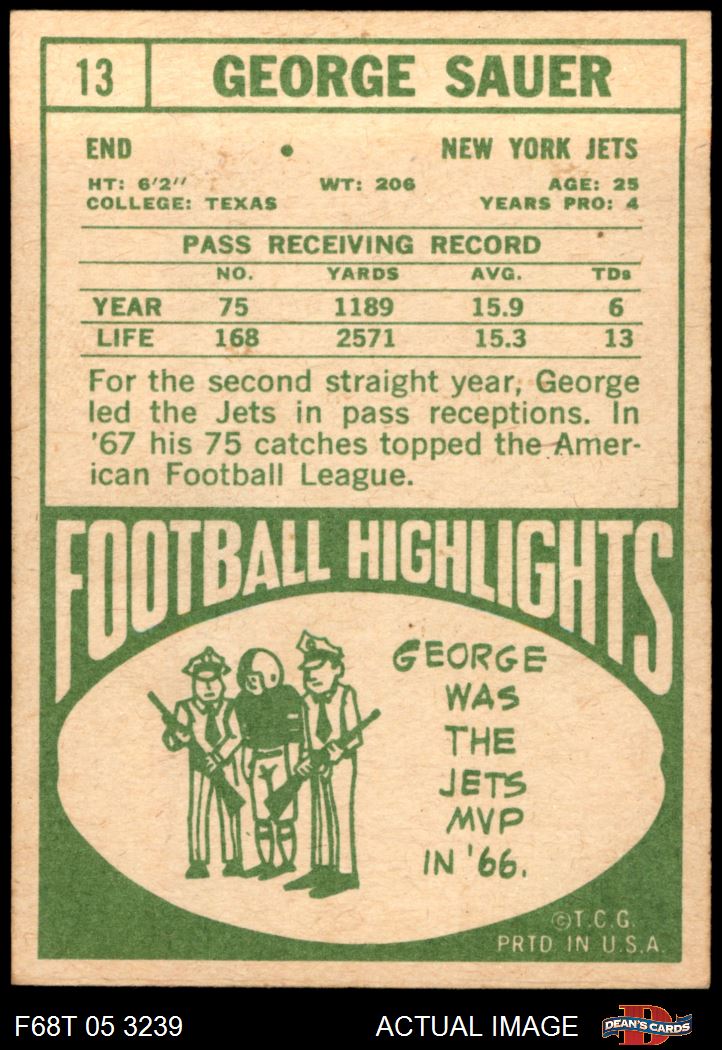 13 GEORGE SAUER
END • NEW YORK JETS
HT: 6'2" WT: 206 AGE: 25
COLLEGE: TEXAS YEARS PRO: 4
PASS RECEIVING RECORD
NO. YARDS AVG. TDs
YEAR 75 1189 15.9 6
LIFE 168 2571 15.3 13
For the second straight year, George
led the Jets in pass receptions. In
'67 his 75 catches topped the Amer-
ican Football League.
FOOTBALL HIGHLIGHTS
GEORGE
WAS
THE
JETS
MVP
IN '66.
©T.C.G.
PRTD IN U.S.A.
F68T 05 3239 ACTUAL IMAGE DEAN'S CARDS